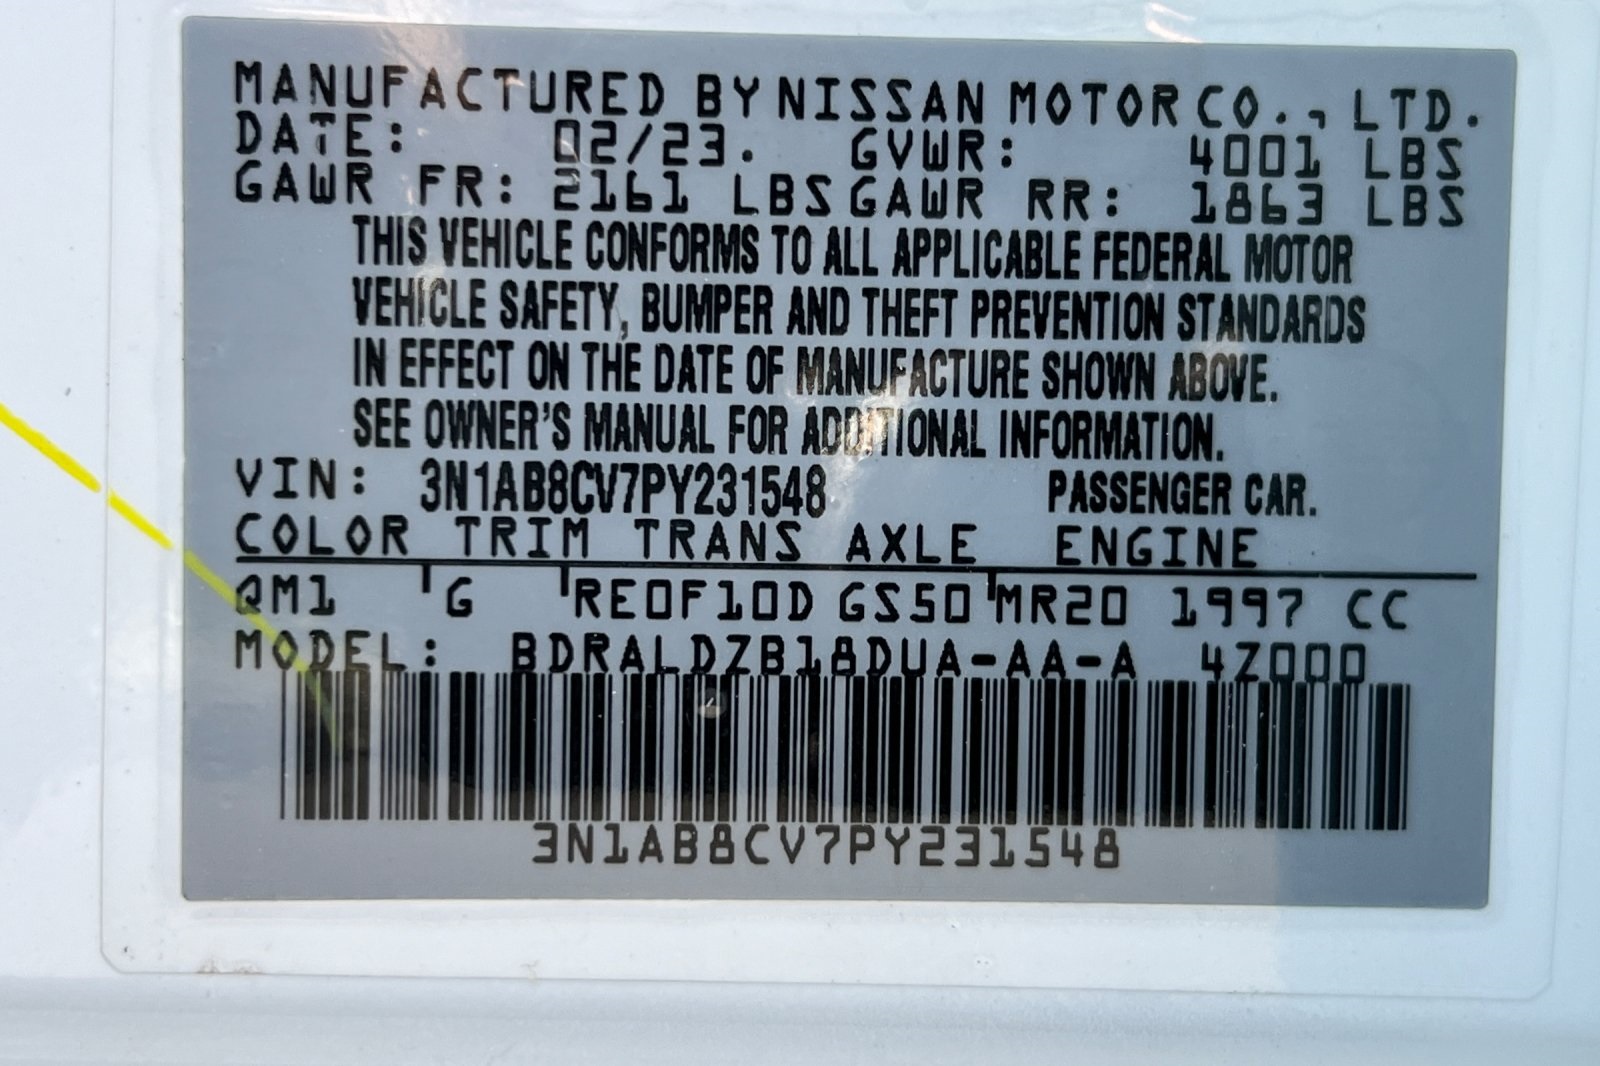 MANUFACTURED BY NISSAN MOTOR CO., LTD.
DATE: 02/23. GVWR: 4001 LBS
GAWR FR: 2161 LBS GAWR RR: 1863 LBS
THIS VEHICLE CONFORMS TO ALL APPLICABLE FEDERAL MOTOR
VEHICLE SAFETY, BUMPER AND THEFT PREVENTION STANDARDS
IN EFFECT ON THE DATE OF MANUFACTURE SHOWN ABOVE.
SEE OWNER'S MANUAL FOR ADDITIONAL INFORMATION.
VIN: 3N1AB8CV7PY231548 PASSENGER CAR.
COLOR TRIM TRANS AXLE ENGINE
QM1 G RE0F10D GS50 MR20 1997 CC
MODEL: BDRALDZB18DUA-AA-A 4Z000
3N1AB8CV7PY231548